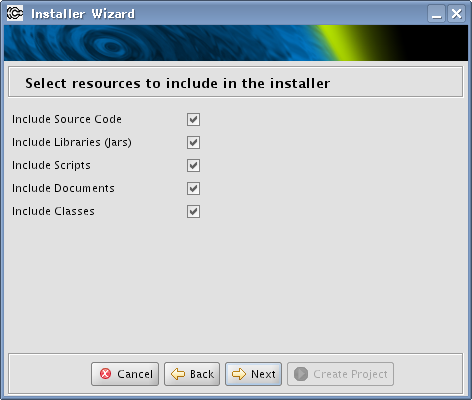 Installer Wizard
Select resources to include in the installer
Include Source Code
Include Libraries (Jars)
Include Scripts
Include Documents
Include Classes
Cancel Back Next Create Project